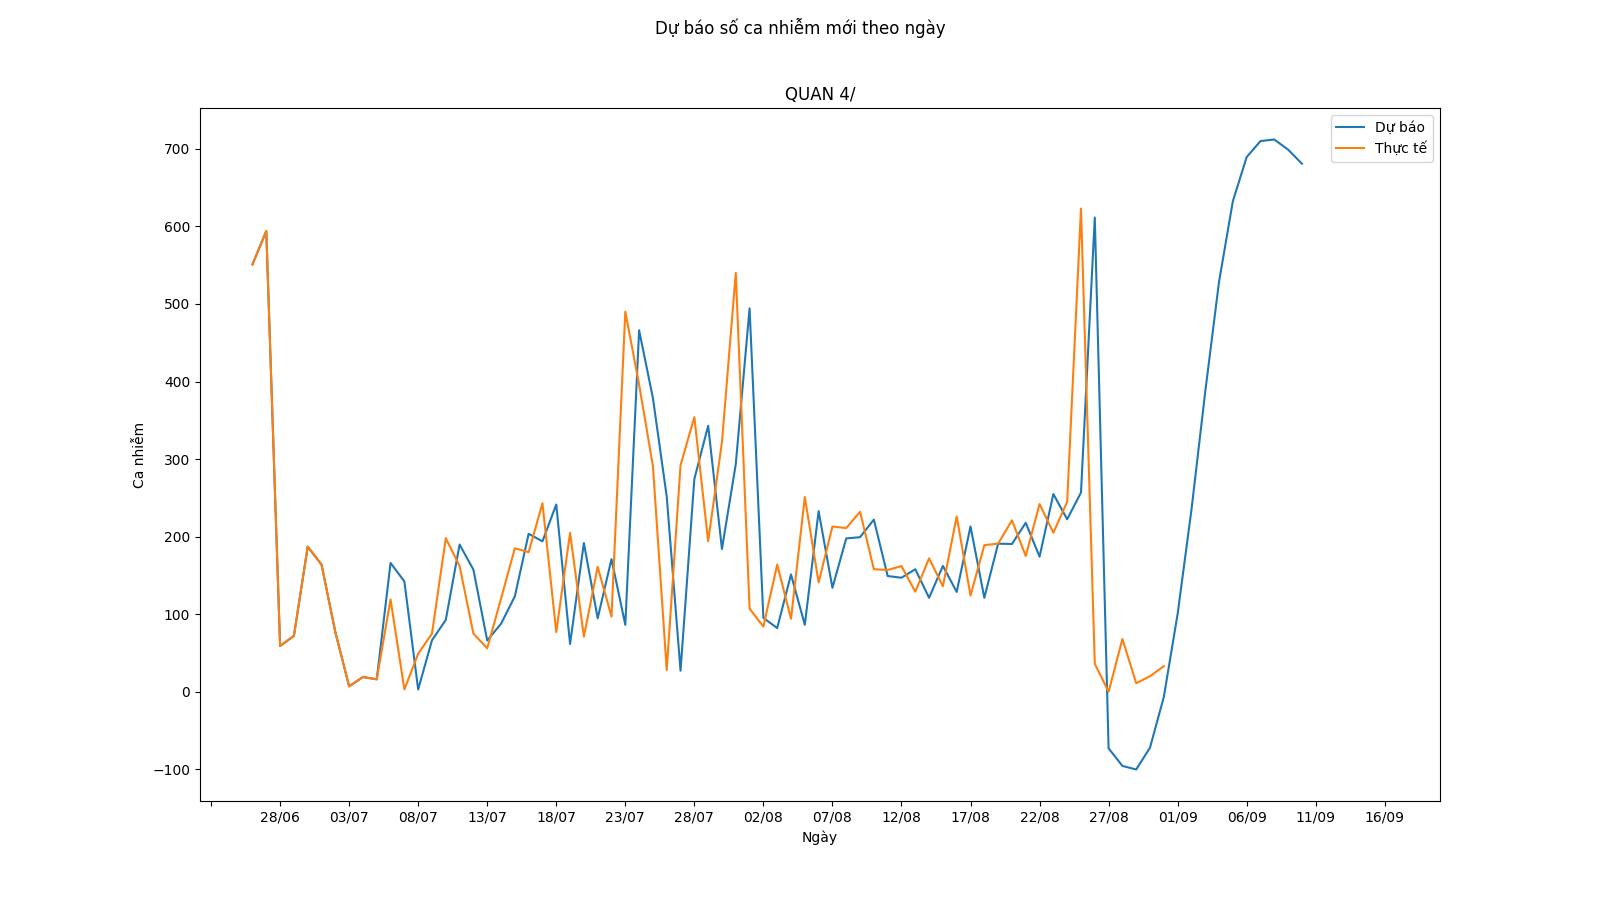 Dự báo số ca nhiễm mới theo ngày
QUAN 4/
Dự báo
Thực tế
700
600
500
400
300
200
100
0
−100
Ca nhiễm
28/06 03/07 08/07 13/07 18/07 23/07 28/07 02/08 07/08 12/08 17/08 22/08 27/08 01/09 06/09 11/09 16/09
Ngày